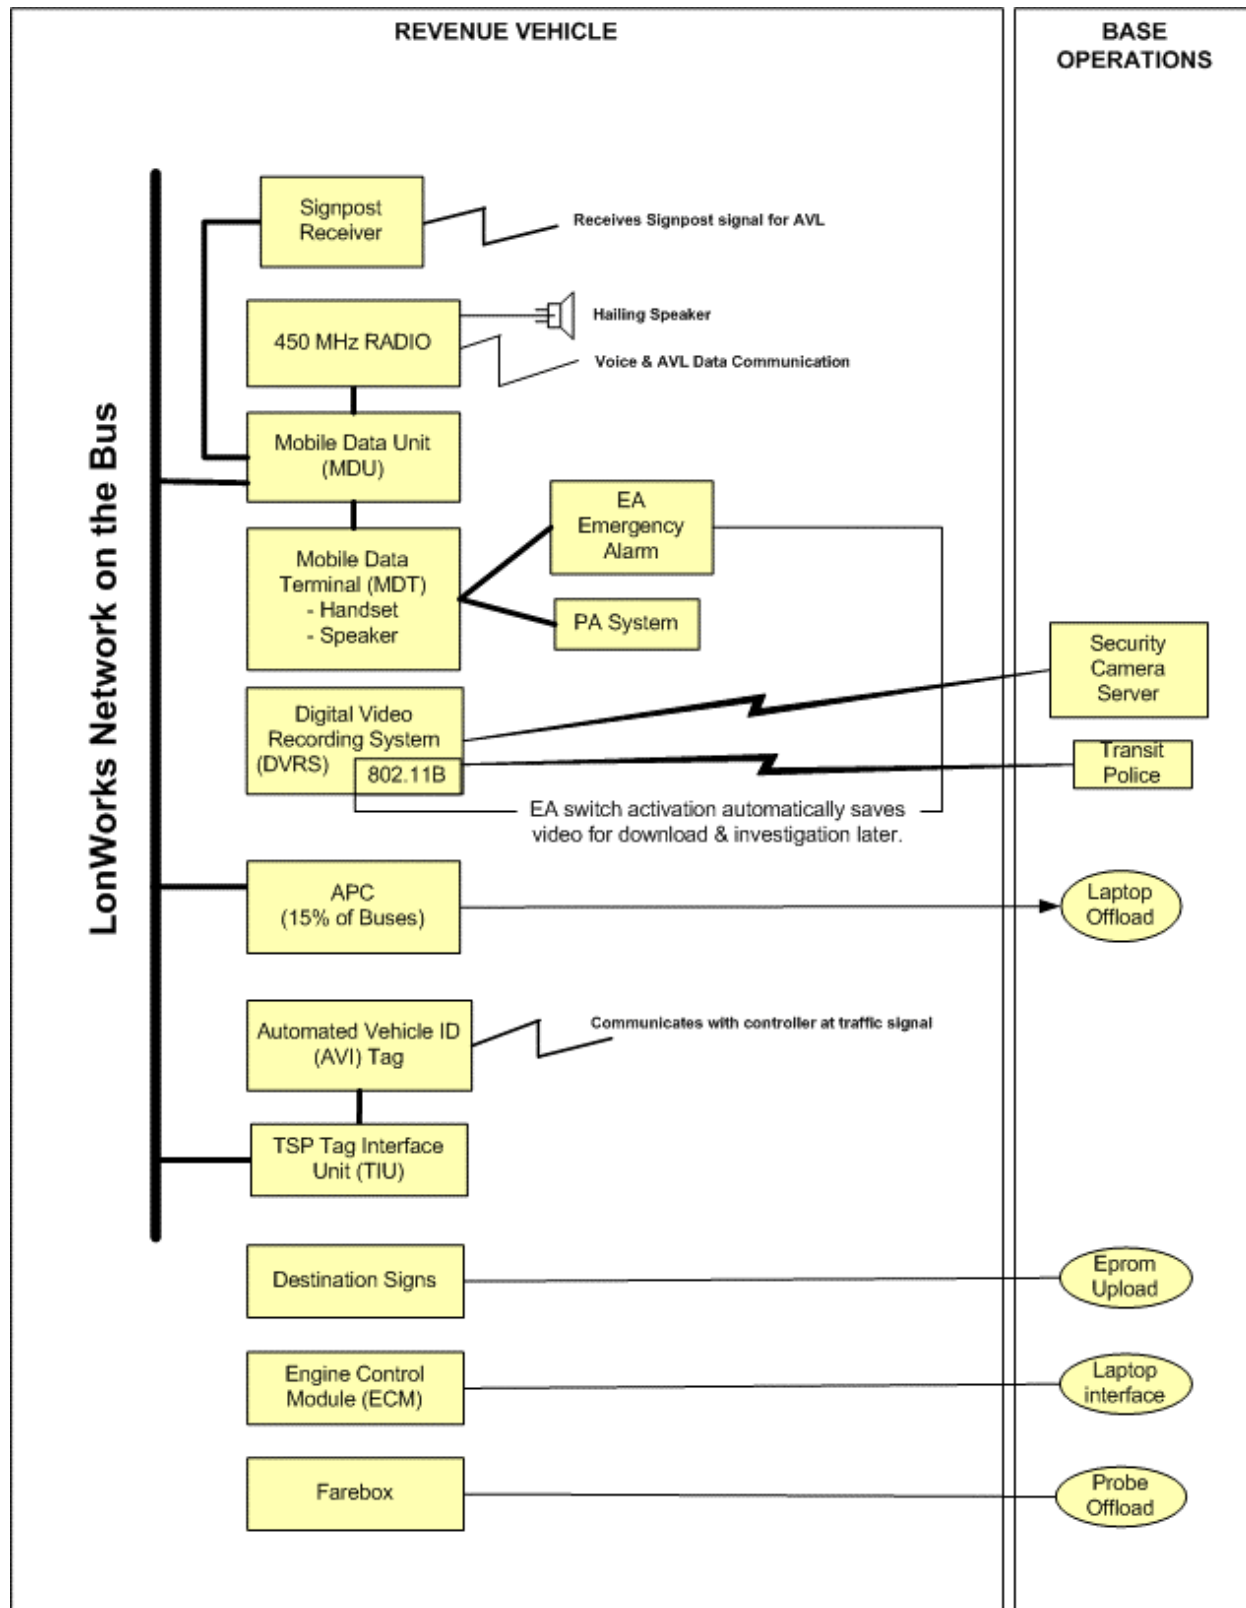 REVENUE VEHICLE
BASE
OPERATIONS
LonWorks Network on the Bus
Signpost
Receiver
Receives Signpost signal for AVL
450 MHz RADIO
Hailing Speaker
Voice & AVL Data Communication
Mobile Data Unit
(MDU)
EA
Emergency
Alarm
Mobile Data
Terminal (MDT)
- Handset
- Speaker
PA System
Security
Camera
Server
Digital Video
Recording System
(DVRS)
802.11B
Transit
Police
EA switch activation automatically saves
video for download & investigation later.
APC
(15% of Buses)
Laptop
Offload
Automated Vehicle ID
(AVI) Tag
Communicates with controller at traffic signal
TSP Tag Interface
Unit (TIU)
Destination Signs
Eprom
Upload
Engine Control
Module (ECM)
Laptop
interface
Farebox
Probe
Offload